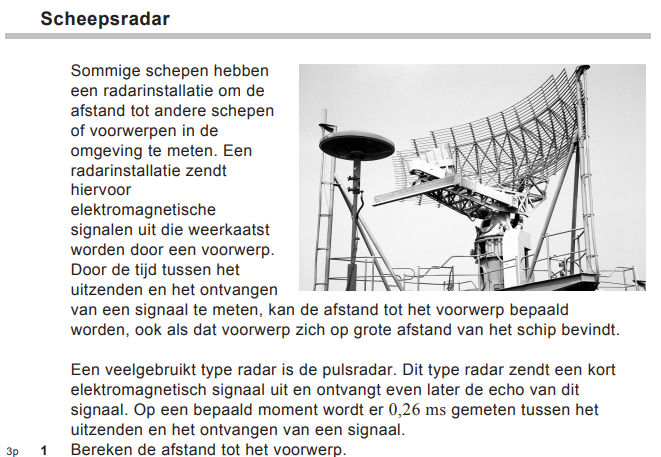 Scheepsradar
Sommige schepen hebben
een radarinstallatie om de
afstand tot andere schepen
of voorwerpen in de
omgeving te meten. Een
radarinstallatie zendt
hiervoor
elektromagnetische
signalen uit die weerkaatst
worden door een voorwerp.
Door de tijd tussen het
uitzenden en het ontvangen
van een signaal te meten, kan de afstand tot het voorwerp bepaald
worden, ook als dat voorwerp zich op grote afstand van het schip bevindt.
Een veelgebruikt type radar is de pulsradar. Dit type radar zendt een kort
elektromagnetisch signaal uit en ontvangt even later de echo van dit
signaal. Op een bepaald moment wordt er 0,26 ms gemeten tussen het
uitzenden en het ontvangen van een signaal.
3p 1 Bereken de afstand tot het voorwerp.